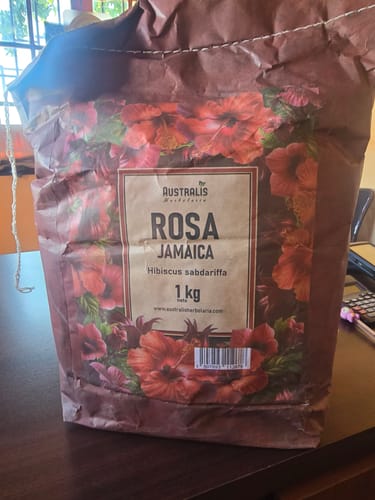 AUSTRALIS
Herbolaria
ROSA
JAMAICA
Hibiscus sabdariffa
1 kg
neto
www.australisherbolaria.com